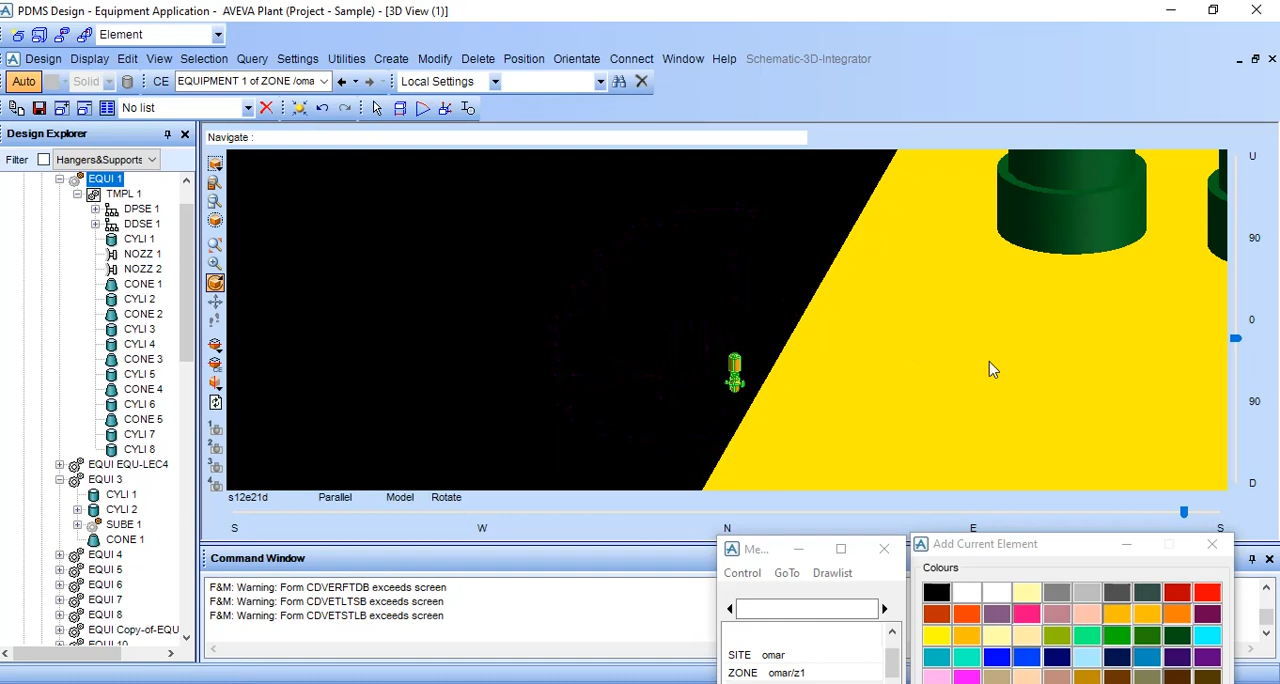 PDMS Design - Equipment Application - AVEVA Plant (Project - Sample) - [3D View (1)]
Element
Design Display Edit View Selection Query Settings Utilities Create Modify Delete Position Orientate Connect Window Help Schematic-3D-Integrator
Auto Solid CE EQUIPMENT 1 of ZONE /oma Local Settings
No list
Design Explorer
Navigate :
Filter Hangers&Supports
EQUI 1
TMPL 1
DPSE 1
DDSE 1
CYLI 1
NOZZ 1
NOZZ 2
CONE 1
CYLI 2
CONE 2
CYLI 3
CYLI 4
CONE 3
CYLI 5
CONE 4
CYLI 6
CONE 5
CYLI 7
CYLI 8
EQUI EQU-LEC4
EQUI 3
CYLI 1
CYLI 2
SUBE 1
CONE 1
EQUI 4
EQUI 5
EQUI 6
EQUI 7
EQUI 8
EQUI Copy-of-EQU
EQUI 10
1
2
3
4
U
90
0
90
D
s12e21d Parallel Model Rotate
S W N E S
Command Window
F&M: Warning: Form CDVERFTDB exceeds screen
F&M: Warning: Form CDVETLTSB exceeds screen
F&M: Warning: Form CDVETSTLB exceeds screen
Me...
Control GoTo Drawlist
SITE omar
ZONE omar/z1
Add Current Element
Colours